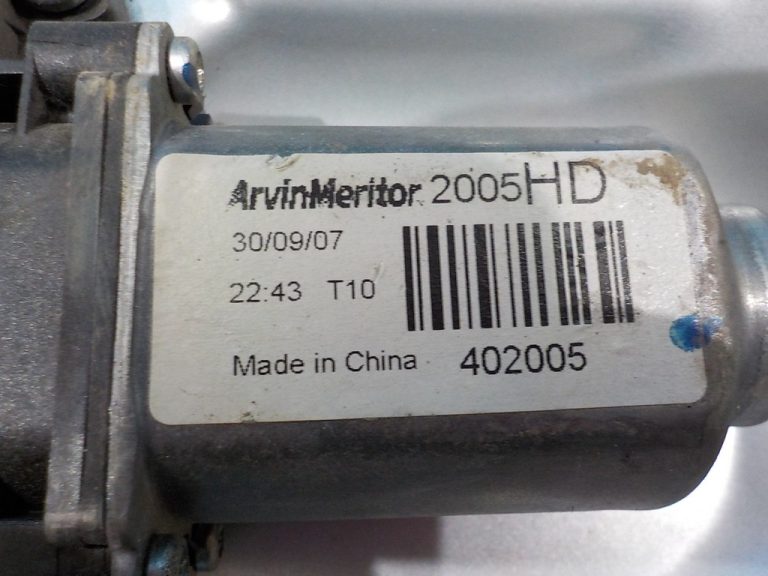 ArvinMeritor 2005HD
30/09/07
22:43 T10
Made in China 402005